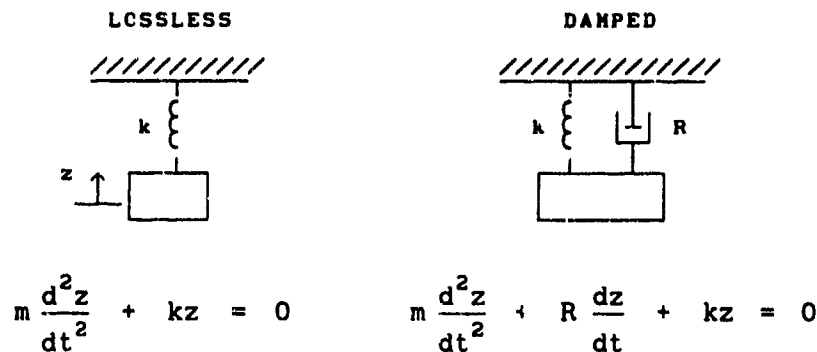 LCSSLESS
DAMPED
k
z
k
R
m d²z/dt² + kz = 0
m d²z/dt² + R dz/dt + kz = 0